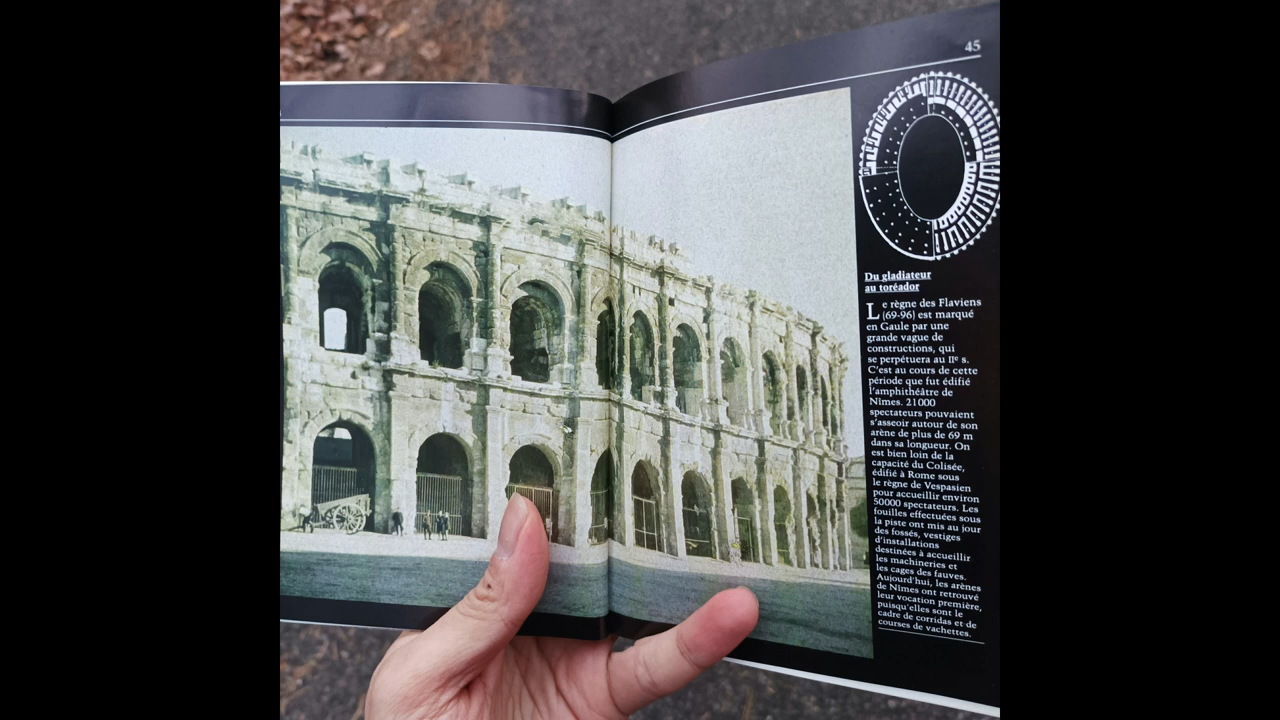 45
Du gladiateur
au toréador
Le règne des Flaviens
(69-96) est marqué
en Gaule par une
grande vague de
constructions, qui
se perpétuera au IIe s.
C'est au cours de cette
période que fut édifié
l'amphithéâtre de
Nîmes. 21000
spectateurs pouvaient
s'asseoir autour de son
arène de plus de 69 m
dans sa longueur. On
est bien loin de la
capacité du Colisée,
édifié à Rome sous
le règne de Vespasien
pour accueillir environ
50000 spectateurs. Les
fouilles effectuées sous
la piste ont mis au jour
des fossés, vestiges
d'installations
destinées à accueillir
les machineries et
les cages des fauves.
Aujourd'hui, les arènes
de Nîmes ont retrouvé
leur vocation première,
puisqu'elles sont le
cadre de corridas et de
courses de vachettes.